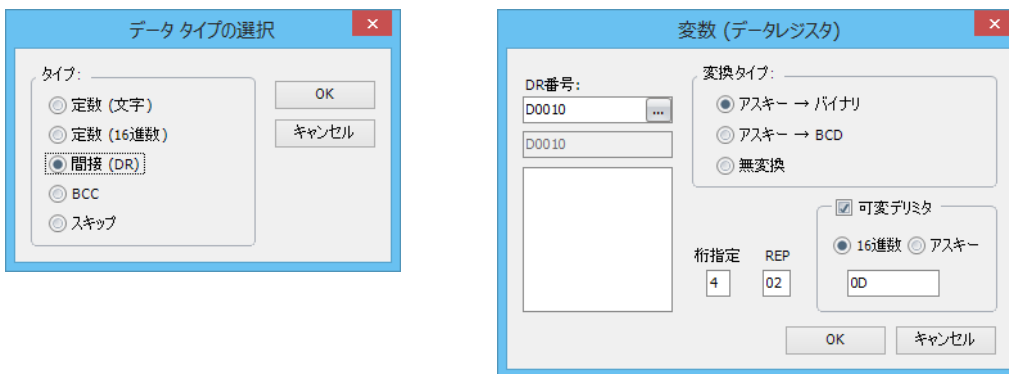 データ タイプの選択
タイプ:
定数 (文字)
定数 (16進数)
間接 (DR)
BCC
スキップ
OK
キャンセル
変数 (データレジスタ)
DR番号:
D0010
...
D0010
変換タイプ:
アスキー → バイナリ
アスキー → BCD
無変換
可変デリミタ
16進数 アスキー
0D
桁指定 REP
4 02
OK キャンセル